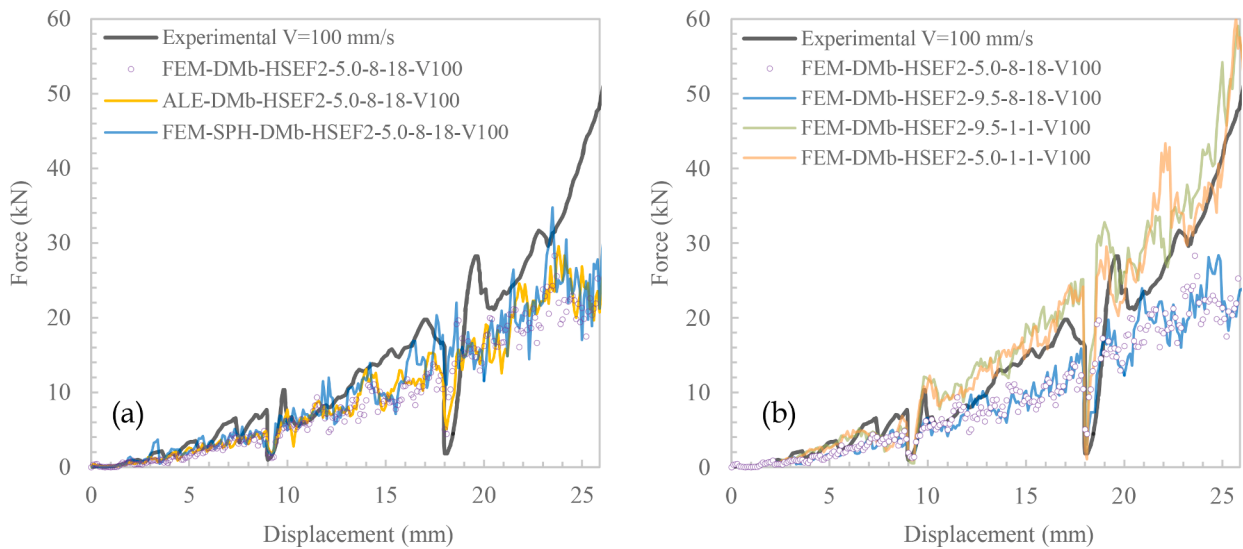 60
50
40
30
20
10
0
Force (kN)
Experimental V=100 mm/s
FEM-DMb-HSEF2-5.0-8-18-V100
ALE-DMb-HSEF2-5.0-8-18-V100
FEM-SPH-DMb-HSEF2-5.0-8-18-V100
(a)
0 5 10 15 20 25
Displacement (mm)
60
50
40
30
20
10
0
Force (kN)
Experimental V=100 mm/s
FEM-DMb-HSEF2-5.0-8-18-V100
FEM-DMb-HSEF2-9.5-8-18-V100
FEM-DMb-HSEF2-9.5-1-1-V100
FEM-DMb-HSEF2-5.0-1-1-V100
(b)
0 5 10 15 20 25
Displacement (mm)